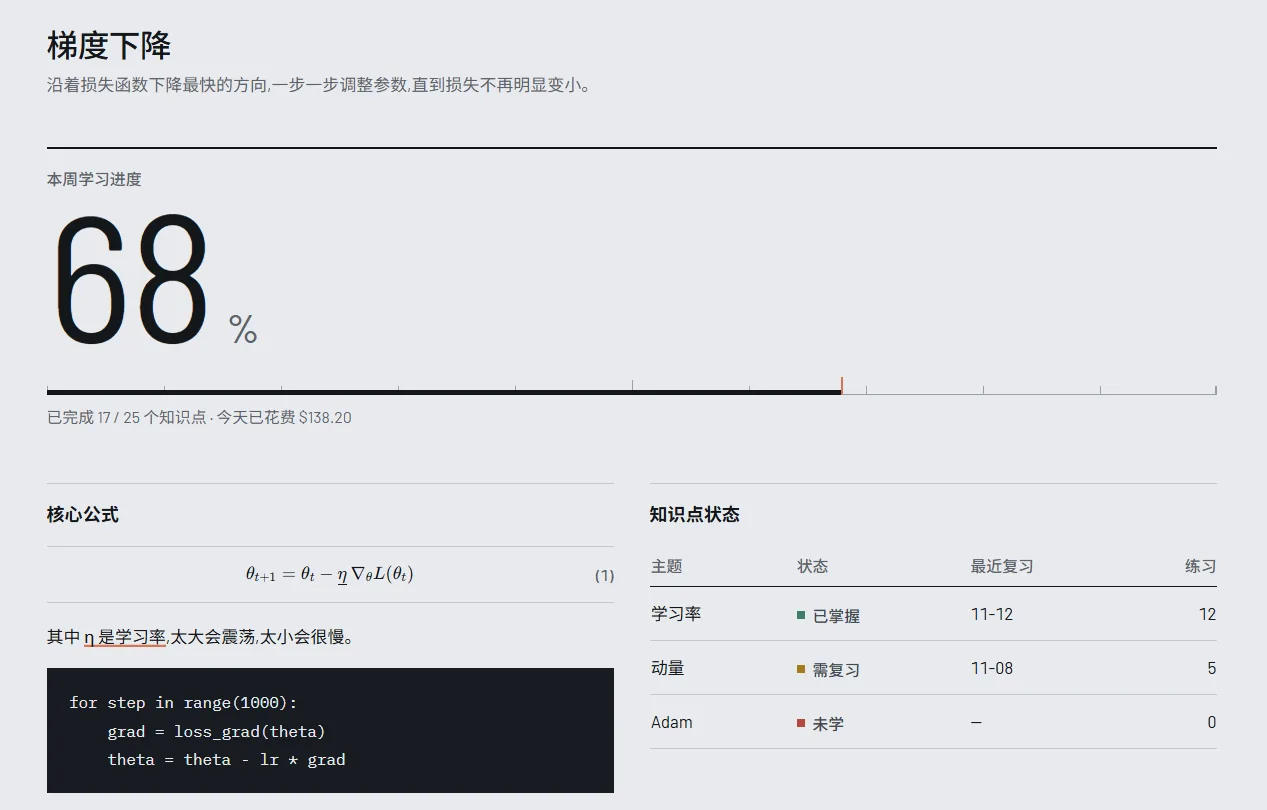 梯度下降
沿着损失函数下降最快的方向,一步一步调整参数,直到损失不再明显变小。
本周学习进度
68 %
已完成 17 / 25 个知识点 · 今天已花费 $138.20
核心公式
θₜ₊₁ = θₜ − η ∇_θ L(θₜ) (1)
其中 η 是学习率,太大会震荡,太小会很慢。
for step in range(1000):
    grad = loss_grad(theta)
    theta = theta - lr * grad
知识点状态
主题 状态 最近复习 练习
学习率 已掌握 11-12 12
动量 需复习 11-08 5
Adam 未学 — 0